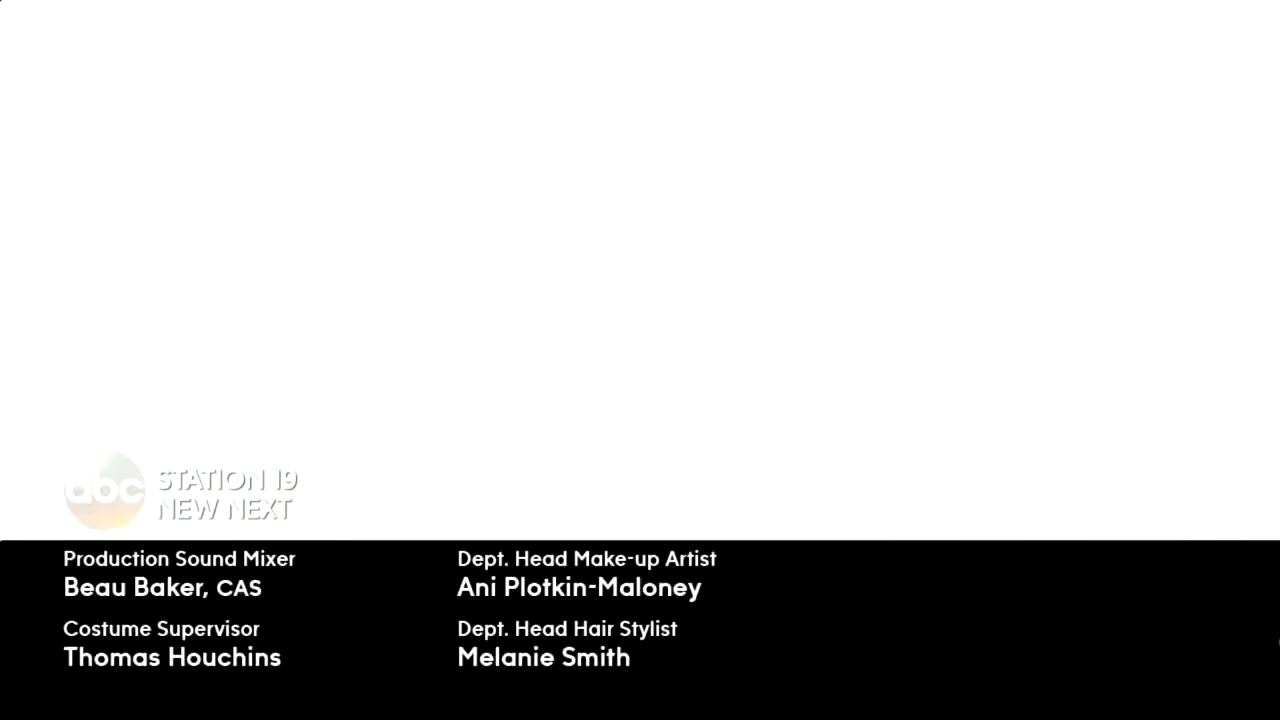 abc
STATION 19
NEW NEXT
Production Sound Mixer
Beau Baker, CAS
Costume Supervisor
Thomas Houchins
Dept. Head Make-up Artist
Ani Plotkin-Maloney
Dept. Head Hair Stylist
Melanie Smith